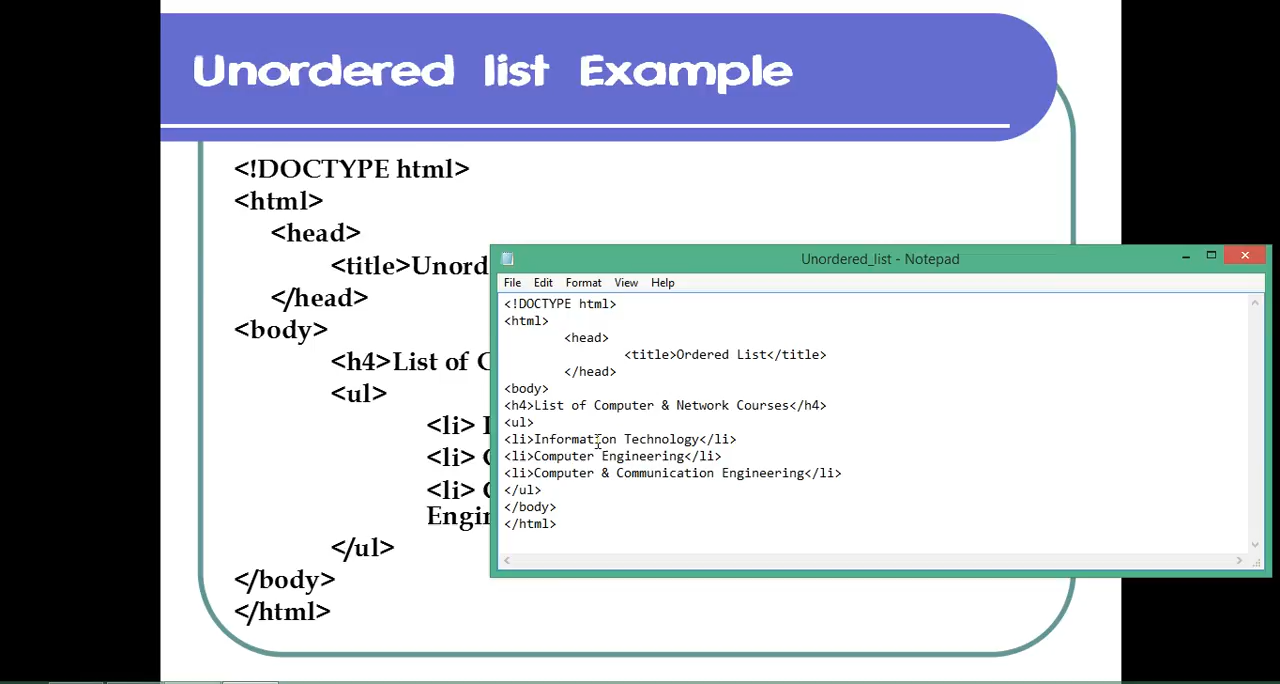 Unordered list Example
<!DOCTYPE html>
<html>
<head>
<title>Unord
</head>
<body>
<h4>List of C
<ul>
<li>
<li>
<li>
Engin
</ul>
</body>
</html>
Unordered_list - Notepad
File Edit Format View Help
<!DOCTYPE html>
<html>
<head>
<title>Ordered List</title>
</head>
<body>
<h4>List of Computer & Network Courses</h4>
<ul>
<li>Information Technology</li>
<li>Computer Engineering</li>
<li>Computer & Communication Engineering</li>
</ul>
</body>
</html>